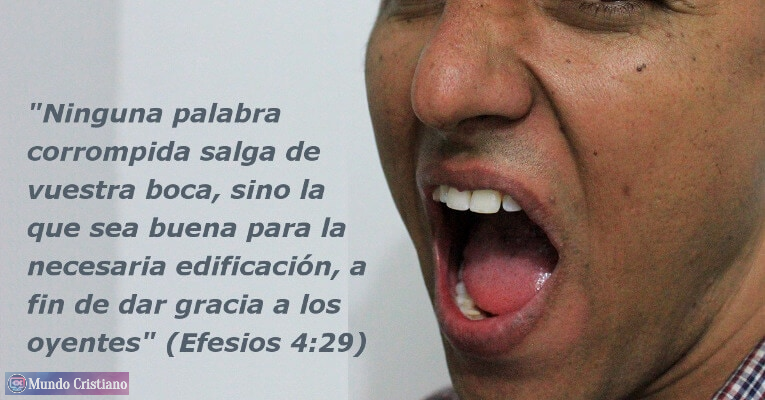 "Ninguna palabra
corrompida salga de
vuestra boca, sino la
que sea buena para la
necesaria edificación, a
fin de dar gracia a los
oyentes" (Efesios 4:29)
Mundo Cristiano